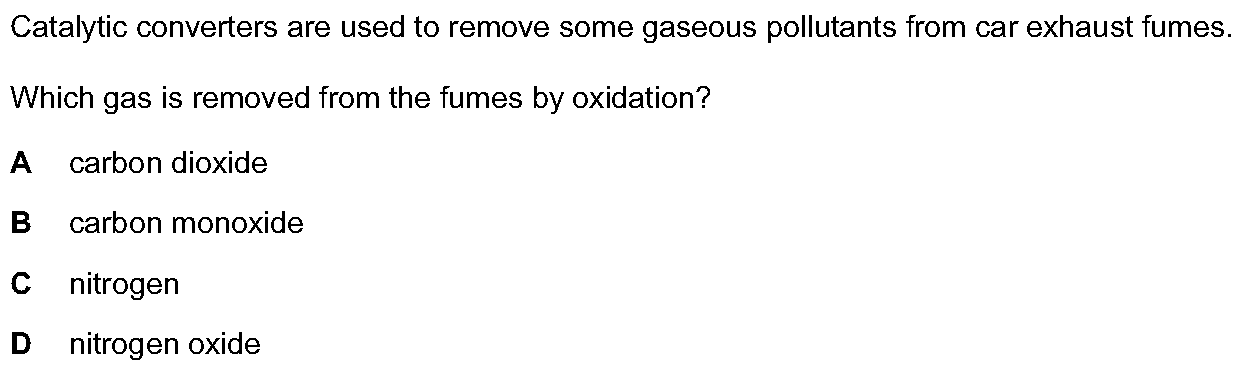 Catalytic converters are used to remove some gaseous pollutants from car exhaust fumes.
Which gas is removed from the fumes by oxidation?
A carbon dioxide
B carbon monoxide
C nitrogen
D nitrogen oxide